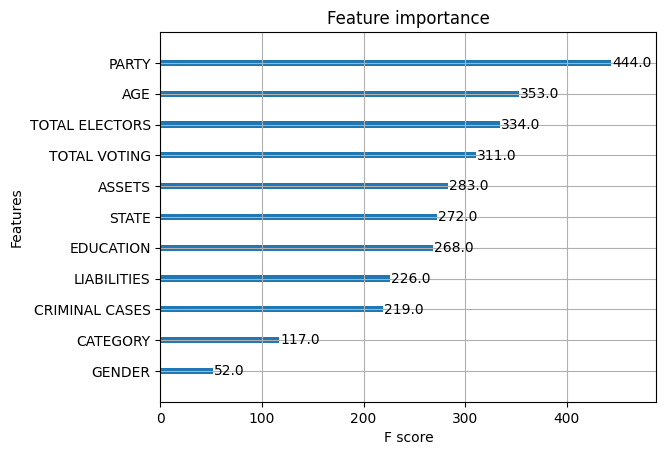 Feature importance
PARTY 444.0
AGE 353.0
TOTAL ELECTORS 334.0
TOTAL VOTING 311.0
ASSETS 283.0
STATE 272.0
EDUCATION 268.0
LIABILITIES 226.0
CRIMINAL CASES 219.0
CATEGORY 117.0
GENDER 52.0
Features
0 100 200 300 400
F score